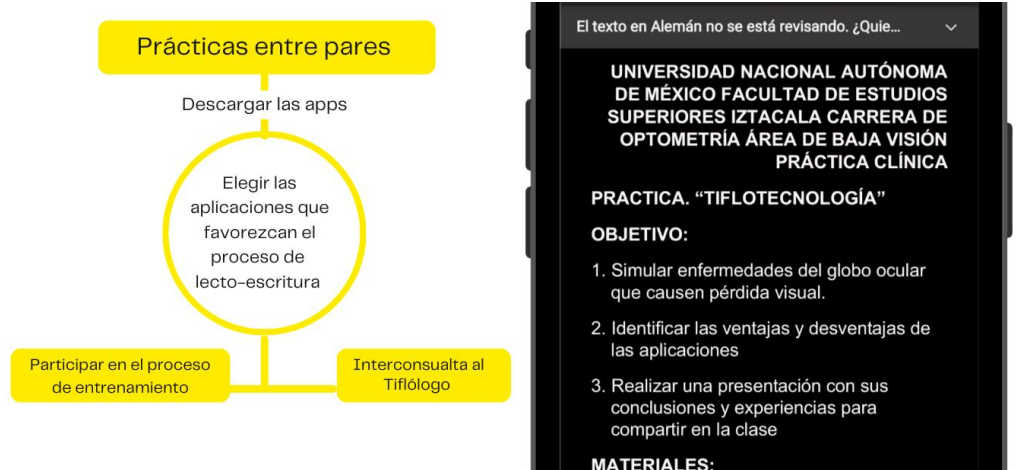 Prácticas entre pares
Descargar las apps
Elegir las
aplicaciones que
favorezcan el
proceso de
lecto-escritura
Participar en el proceso
de entrenamiento
Interconsualta al
Tiflólogo
El texto en Alemán no se está revisando. ¿Quie...
UNIVERSIDAD NACIONAL AUTÓNOMA
DE MÉXICO FACULTAD DE ESTUDIOS
SUPERIORES IZTACALA CARRERA DE
OPTOMETRÍA ÁREA DE BAJA VISIÓN
PRÁCTICA CLÍNICA
PRACTICA. “TIFLOTECNOLOGÍA”
OBJETIVO:
1. Simular enfermedades del globo ocular
que causen pérdida visual.
2. Identificar las ventajas y desventajas de
las aplicaciones
3. Realizar una presentación con sus
conclusiones y experiencias para
compartir en la clase
MATERIALES: